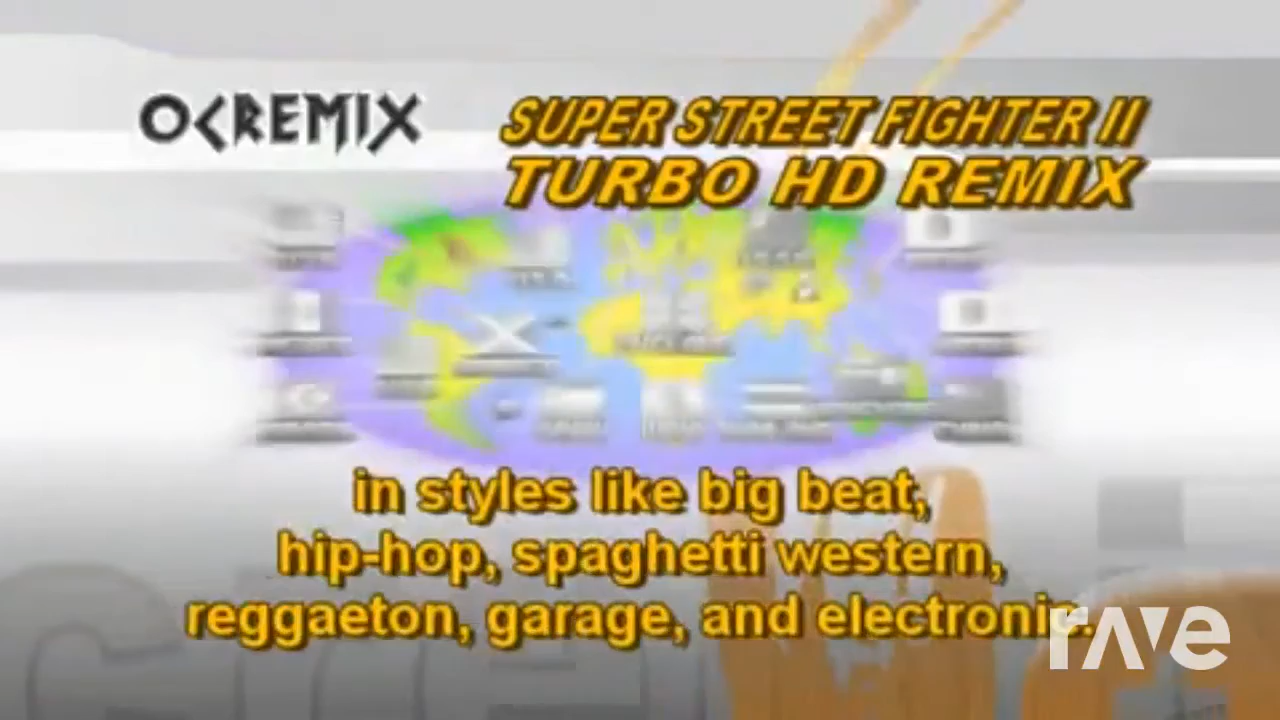 OCREMIX
SUPER STREET FIGHTER II
TURBO HD REMIX
in styles like big beat,
hip-hop, spaghetti western,
reggaeton, garage, and electronic.
rave